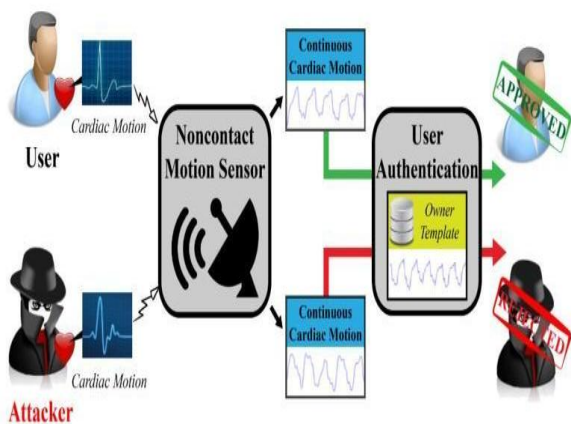 Cardiac Motion
User
Noncontact
Motion Sensor
Continuous
Cardiac Motion
User
Authentication
Owner
Template
APPROVED
Cardiac Motion
Attacker
Continuous
Cardiac Motion